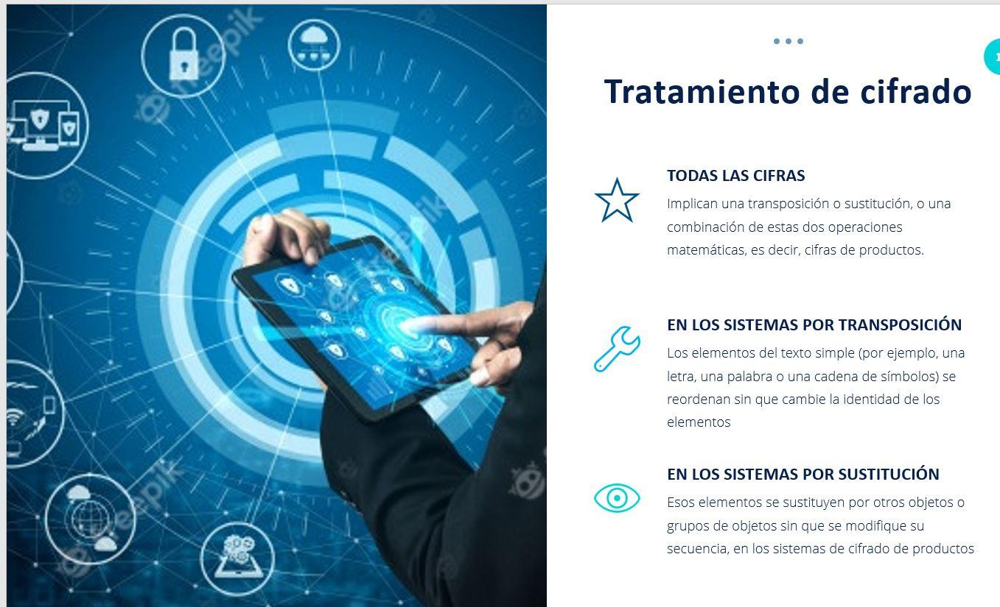 Tratamiento de cifrado
TODAS LAS CIFRAS
Implican una transposición o sustitución, o una
combinación de estas dos operaciones
matemáticas, es decir, cifras de productos.
EN LOS SISTEMAS POR TRANSPOSICIÓN
Los elementos del texto simple (por ejemplo, una
letra, una palabra o una cadena de símbolos) se
reordenan sin que cambie la identidad de los
elementos
EN LOS SISTEMAS POR SUSTITUCIÓN
Esos elementos se sustituyen por otros objetos o
grupos de objetos sin que se modifique su
secuencia, en los sistemas de cifrado de productos